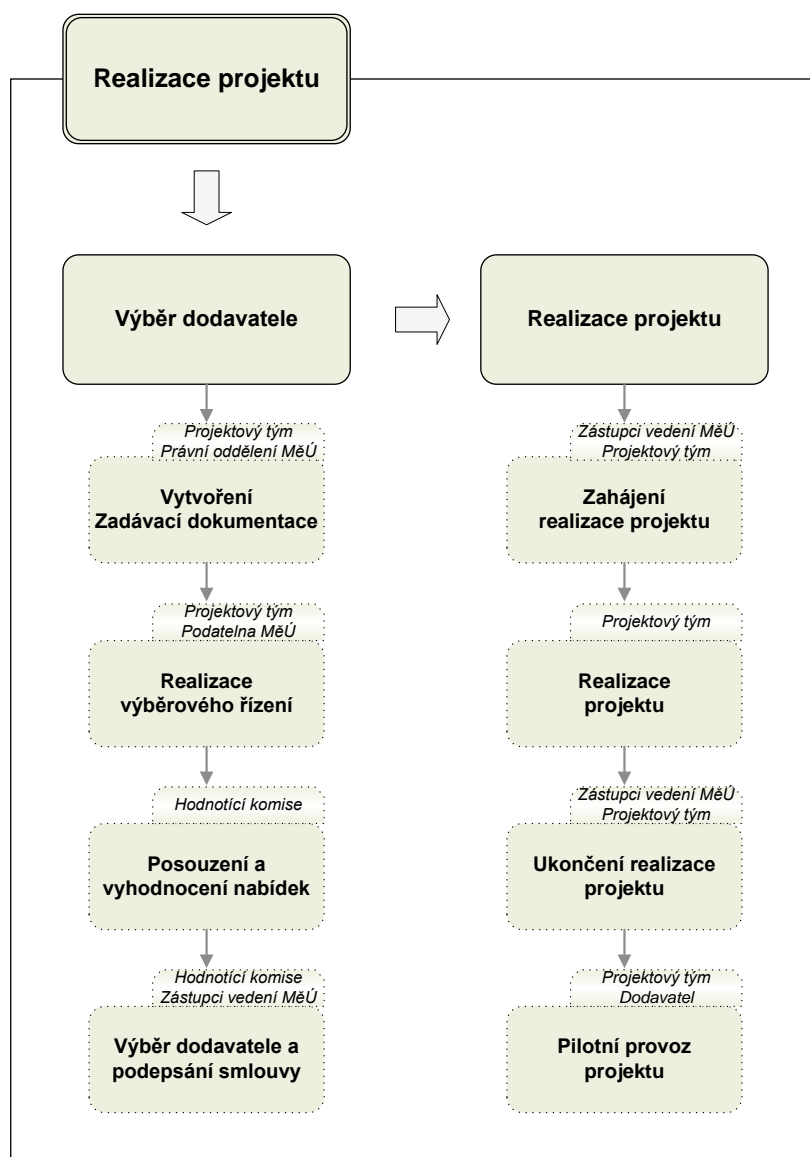 Realizace projektu
Výběr dodavatele
Projektový tým
Právní oddělení MěÚ
Vytvoření
Zadávací dokumentace
Projektový tým
Podatelna MěÚ
Realizace
výběrového řízení
Hodnotící komise
Posouzení a
vyhodnocení nabídek
Hodnotící komise
Zástupci vedení MěÚ
Výběr dodavatele a
podepsání smlouvy
Realizace projektu
Zástupci vedení MěÚ
Projektový tým
Zahájení
realizace projektu
Projektový tým
Realizace
projektu
Zástupci vedení MěÚ
Projektový tým
Ukončení realizace
projektu
Projektový tým
Dodavatel
Pilotní provoz
projektu